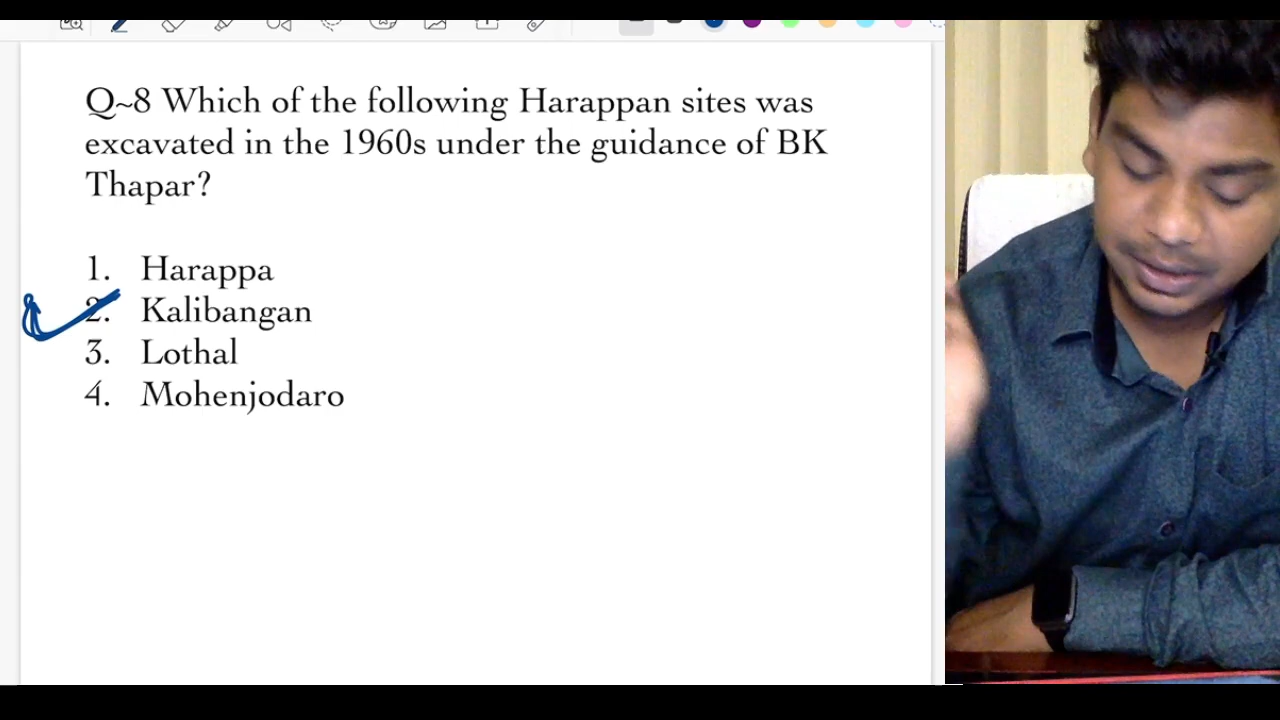 Q~8 Which of the following Harappan sites was
excavated in the 1960s under the guidance of BK
Thapar?
1. Harappa
2. Kalibangan
3. Lothal
4. Mohenjodaro